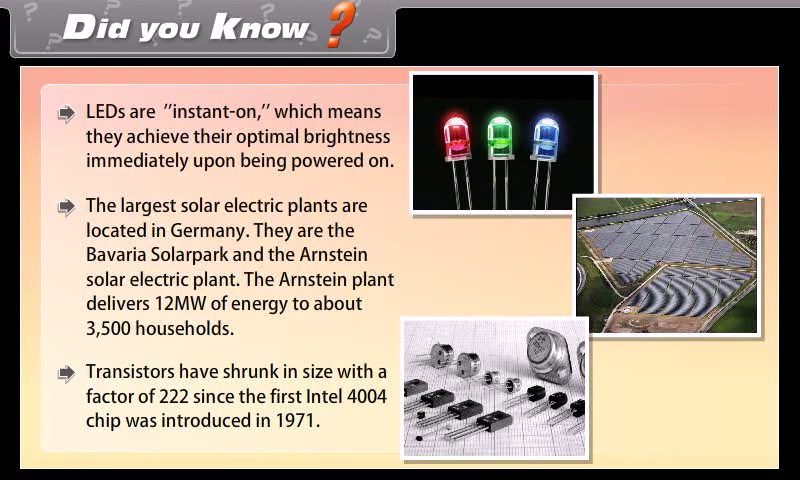 Did you Know ?
LEDs are "instant-on," which means
they achieve their optimal brightness
immediately upon being powered on.
The largest solar electric plants are
located in Germany. They are the
Bavaria Solarpark and the Arnstein
solar electric plant. The Arnstein plant
delivers 12MW of energy to about
3,500 households.
Transistors have shrunk in size with a
factor of 222 since the first Intel 4004
chip was introduced in 1971.